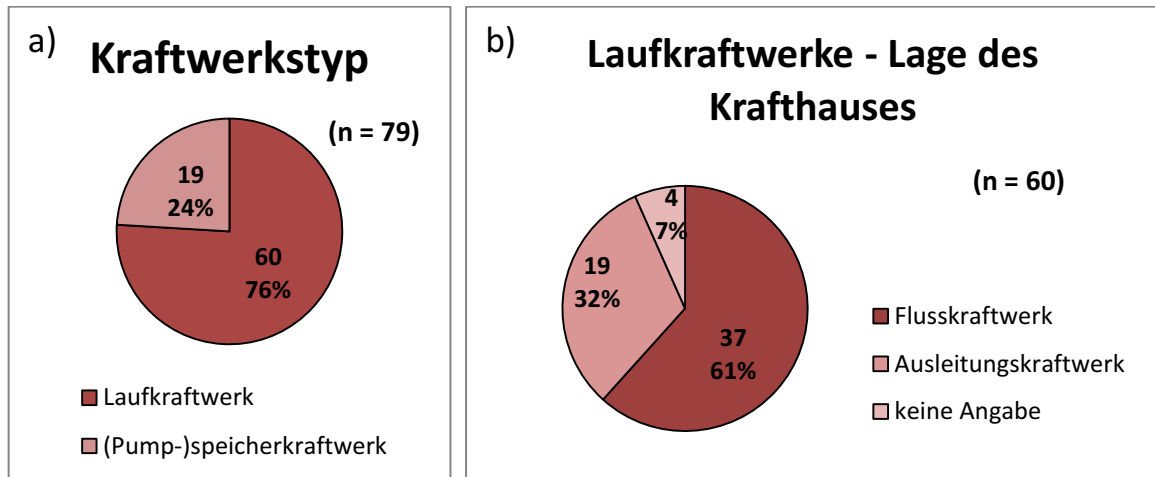 a)
Kraftwerkstyp
(n = 79)
19
24%
60
76%
Laufkraftwerk
(Pump-)speicherkraftwerk
b)
Laufkraftwerke - Lage des
Krafthauses
(n = 60)
4
7%
19
32%
37
61%
Flusskraftwerk
Ausleitungskraftwerk
keine Angabe